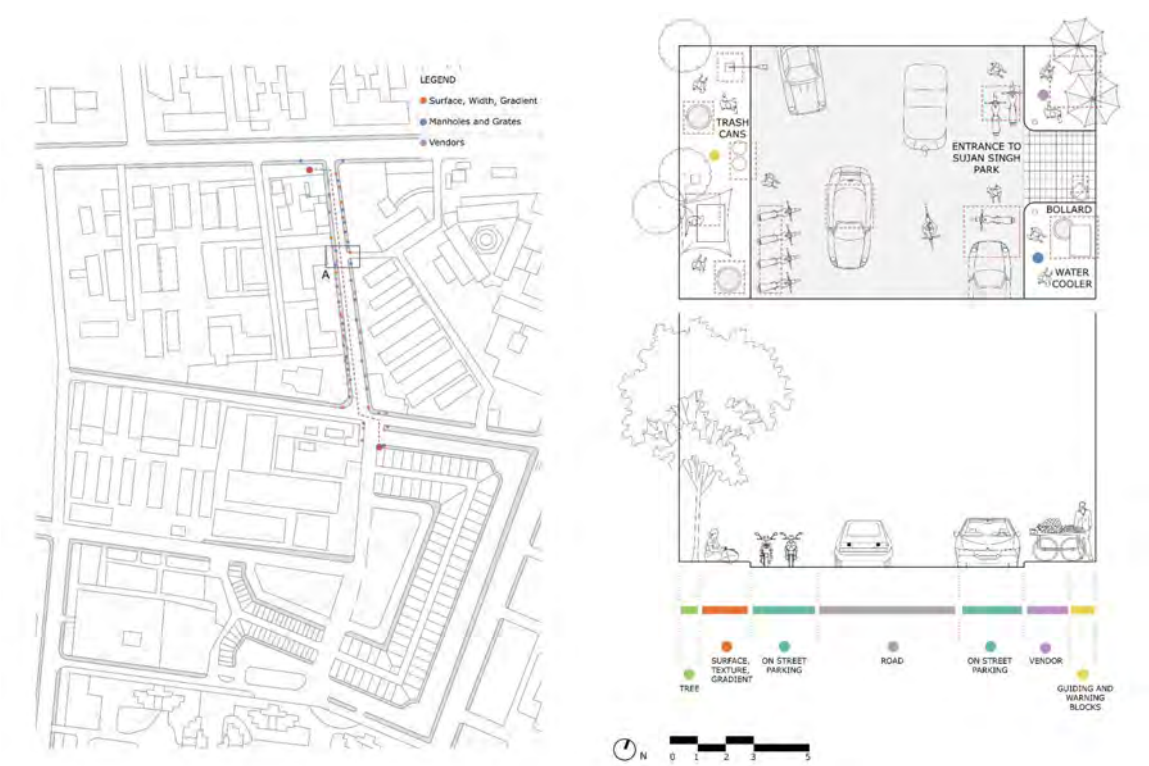 LEGEND
Surface, Width, Gradient
Manholes and Grates
Vendors
A
TRASH
CANS
ENTRANCE TO
SUJAN SINGH
PARK
BOLLARD
WATER
COOLER
TREE
SURFACE,
TEXTURE,
GRADIENT
ON STREET
PARKING
ROAD
ON STREET
PARKING
VENDOR
GUIDING AND
WARNING
BLOCKS
N
0 1 2 3 5